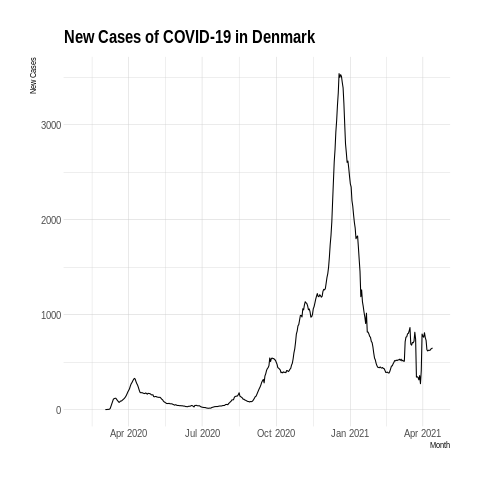 New Cases of COVID-19 in Denmark
New Cases
3000
2000
1000
0
Apr 2020 Jul 2020 Oct 2020 Jan 2021 Apr 2021
Month